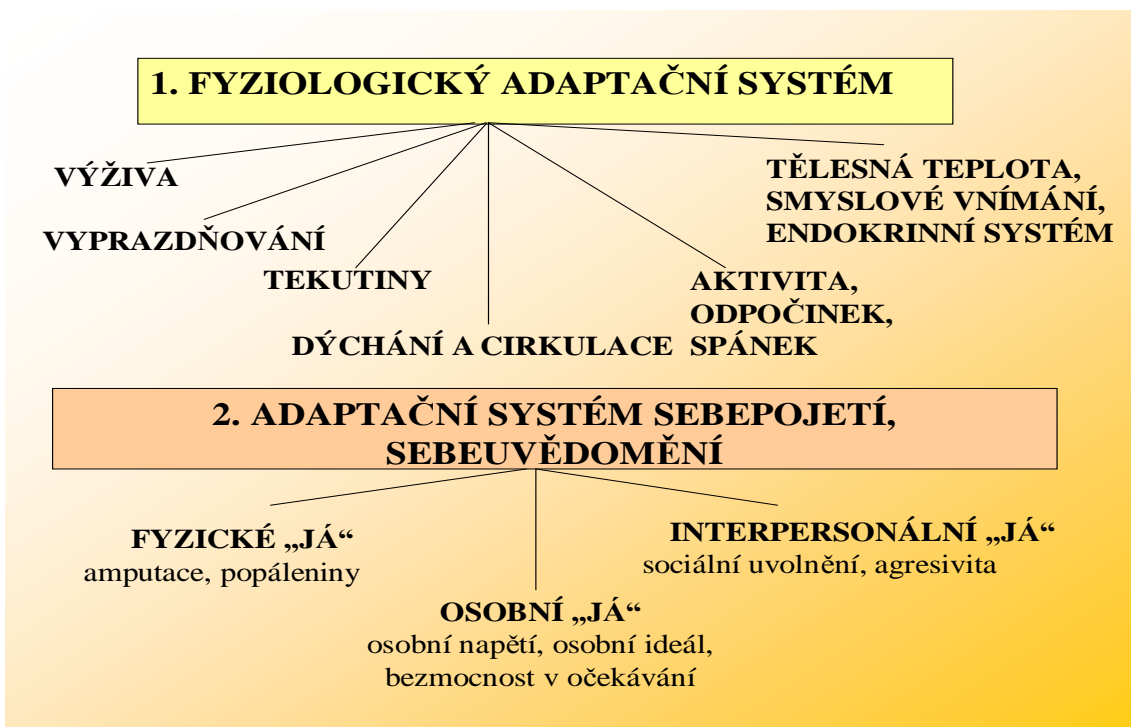 1. FYZIOLOGICKÝ ADAPTAČNÍ SYSTÉM
VÝŽIVA
VYPRAZDŇOVÁNÍ
TEKUTINY
DÝCHÁNÍ A CIRKULACE
AKTIVITA,
ODPOČINEK,
SPÁNEK
TĚLESNÁ TEPLOTA,
SMYSLOVÉ VNÍMÁNÍ,
ENDOKRINNÍ SYSTÉM
2. ADAPTAČNÍ SYSTÉM SEBEPOJETÍ,
SEBEUVĚDOMĚNÍ
FYZICKÉ „JÁ“
amputace, popáleniny
OSOBNÍ „JÁ“
osobní napětí, osobní ideál,
bezmocnost v očekávání
INTERPERSONÁLNÍ „JÁ“
sociální uvolnění, agresivita